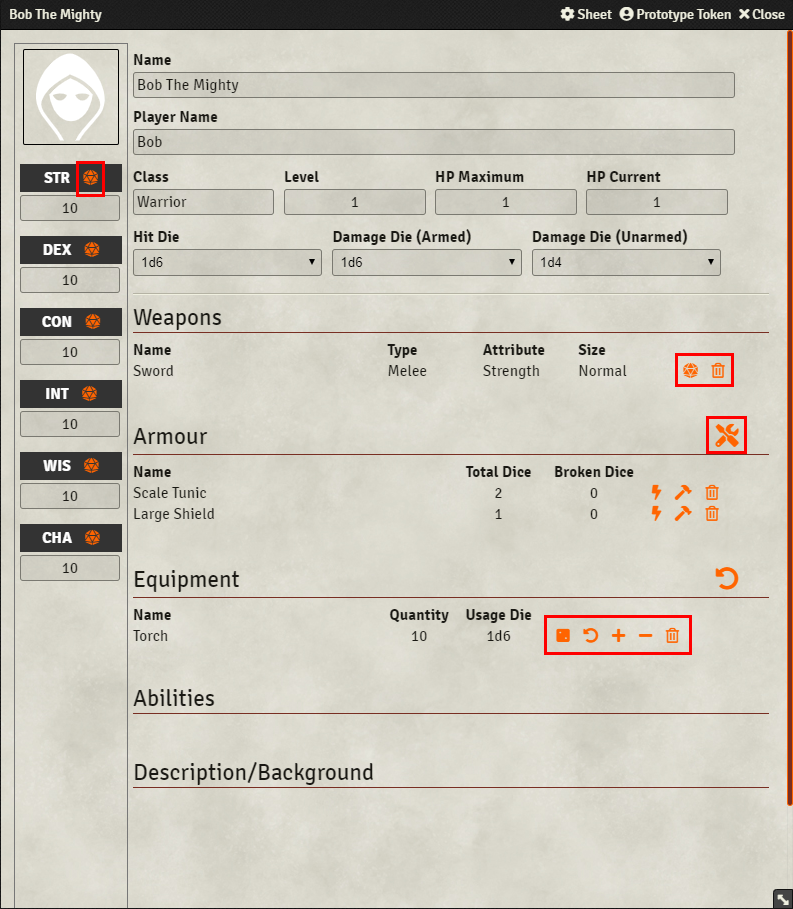 Bob The Mighty Sheet Prototype Token Close
Name
Bob The Mighty
Player Name
Bob
STR
10
DEX
10
CON
10
INT
10
WIS
10
CHA
10
Class Level HP Maximum HP Current
Warrior 1 1 1
Hit Die Damage Die (Armed) Damage Die (Unarmed)
1d6 1d6 1d4
Weapons
Name Type Attribute Size
Sword Melee Strength Normal
Armour
Name Total Dice Broken Dice
Scale Tunic 2 0
Large Shield 1 0
Equipment
Name Quantity Usage Die
Torch 10 1d6
Abilities
Description/Background